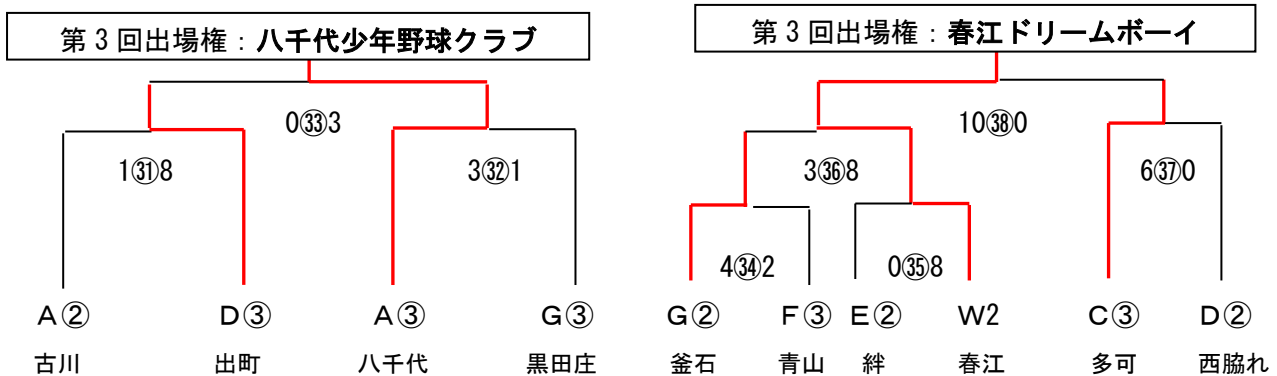 第3回出場権：八千代少年野球クラブ
第3回出場権：春江ドリームボーイ
0㉝3
10㊳0
1㉛8
3㉜1
3㊱8
6㊲0
4㉞2
0㉟8
A② D③ A③ G③ G② F③ E② W2 C③ D②
古川 出町 八千代 黒田庄 釜石 青山 絆 春江 多可 西脇れ